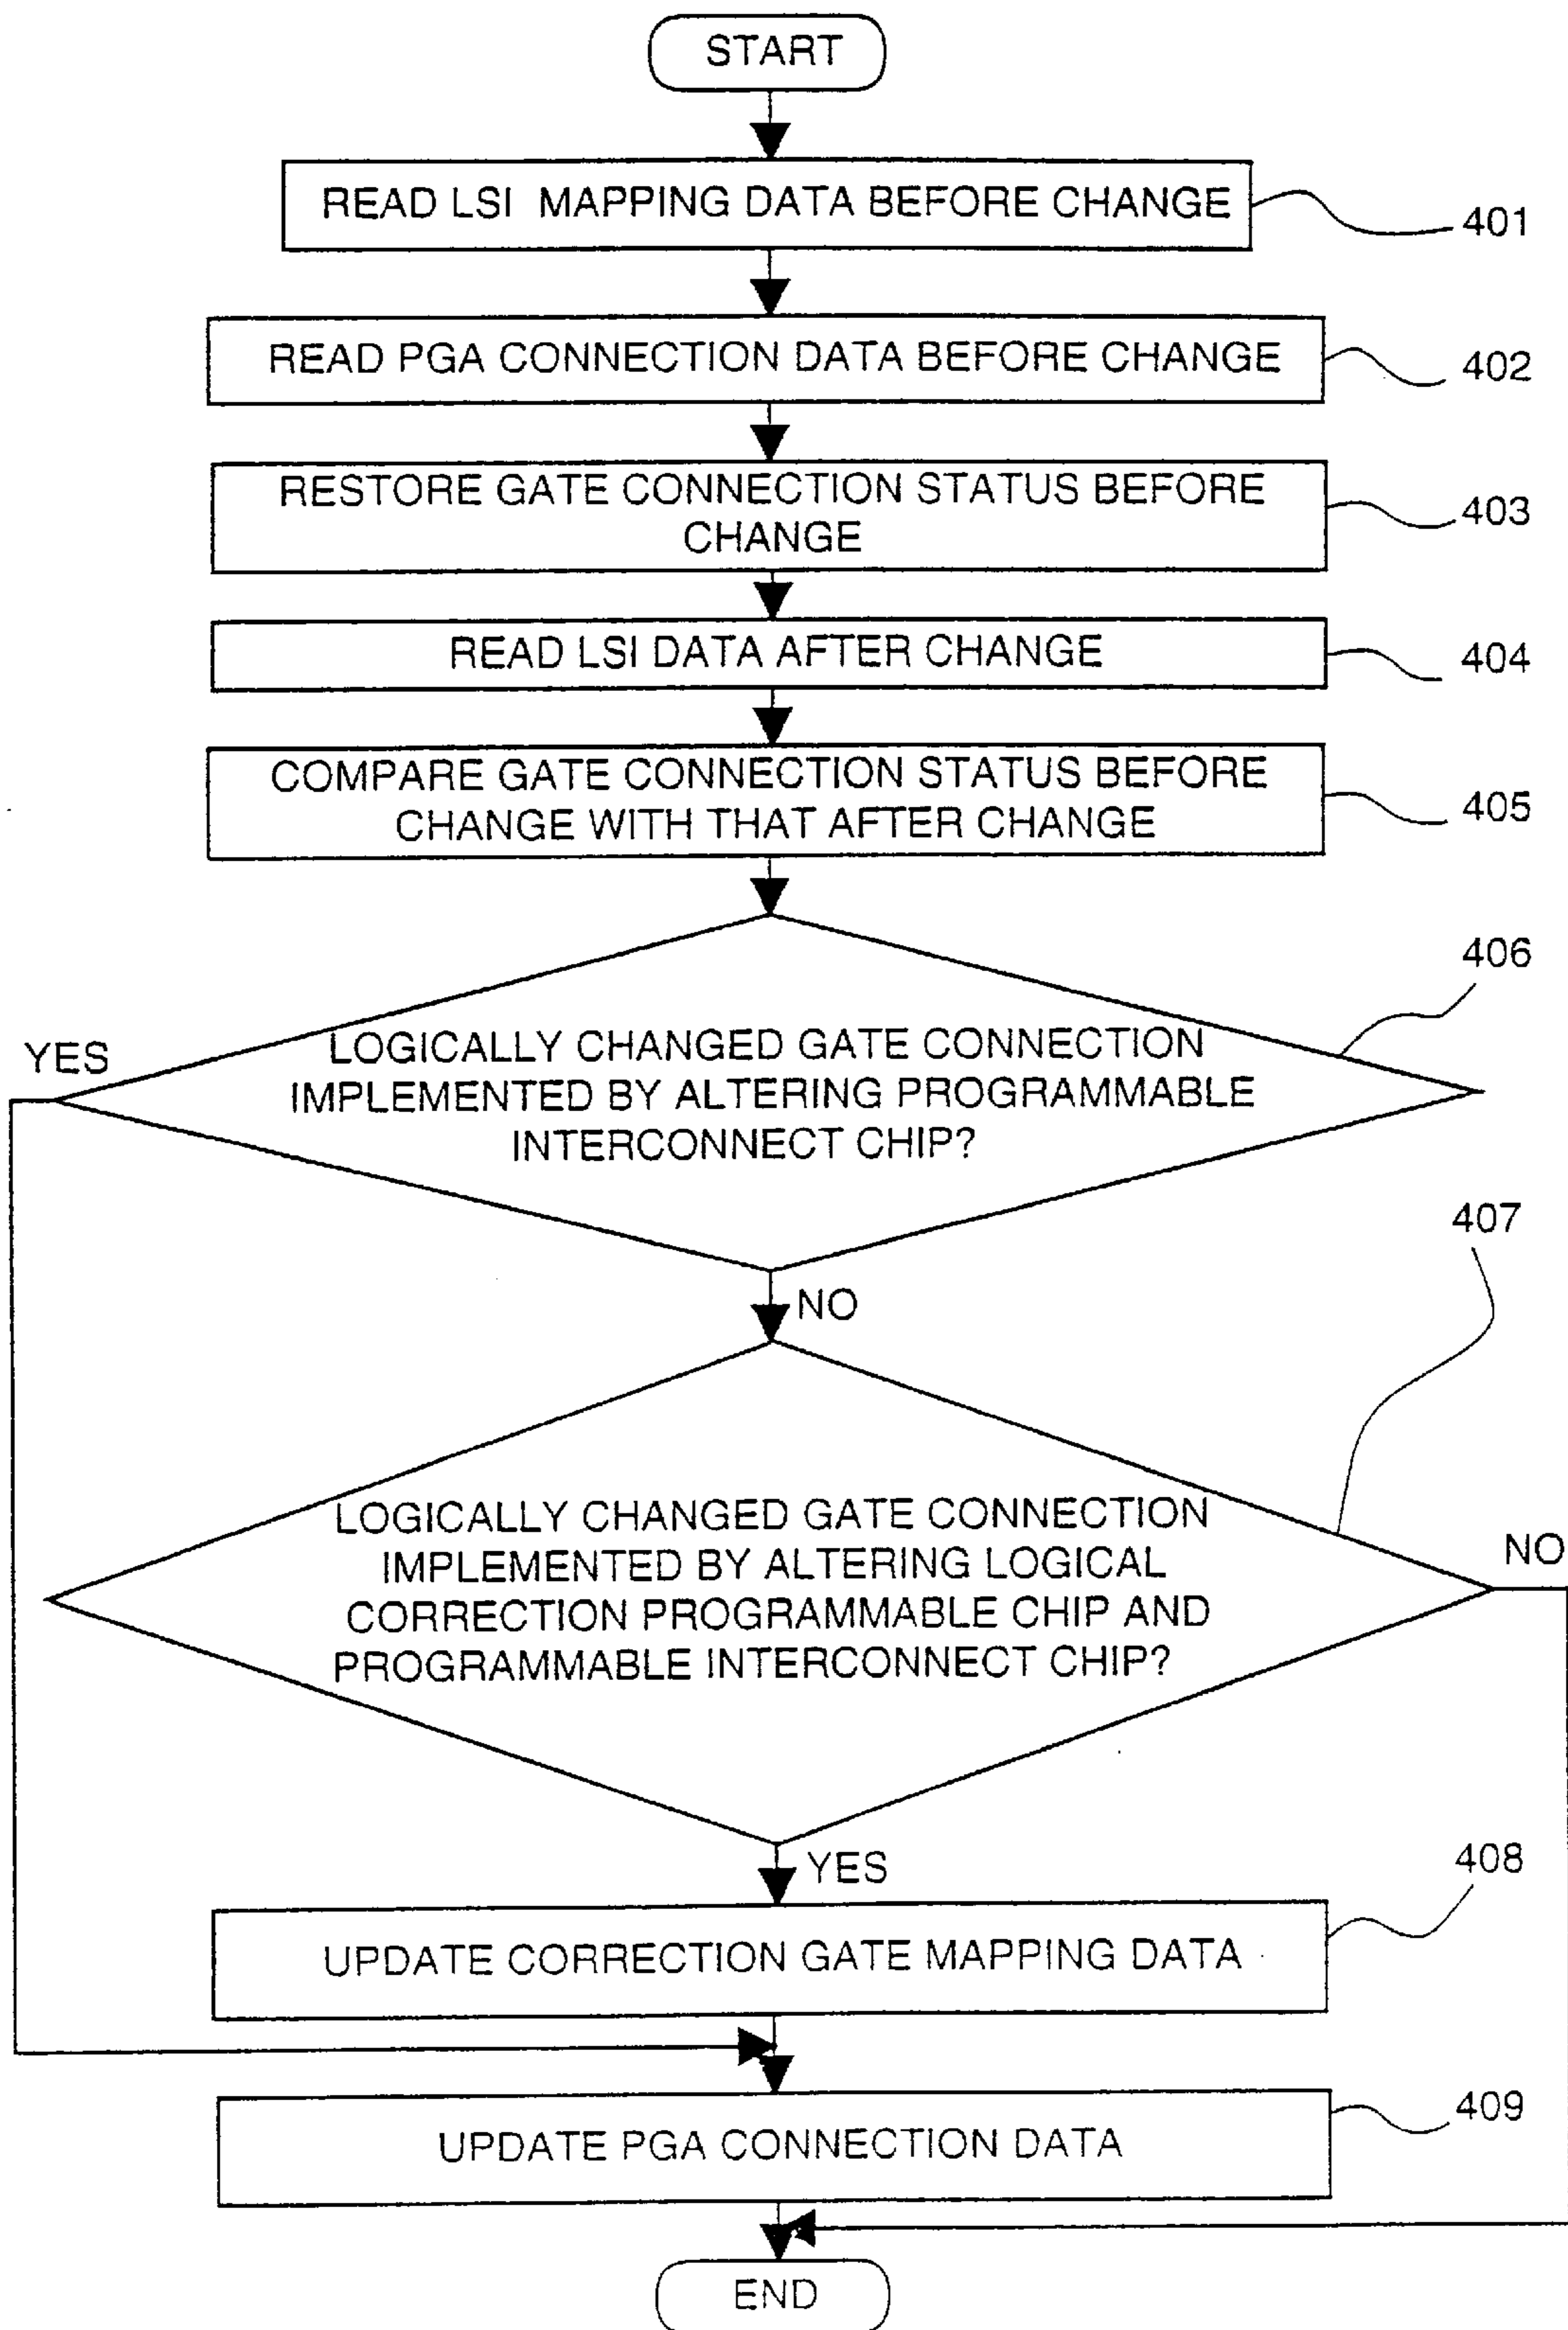 START
READ LSI MAPPING DATA BEFORE CHANGE
401
READ PGA CONNECTION DATA BEFORE CHANGE
402
RESTORE GATE CONNECTION STATUS BEFORE
CHANGE
403
READ LSI DATA AFTER CHANGE
404
COMPARE GATE CONNECTION STATUS BEFORE
CHANGE WITH THAT AFTER CHANGE
405
406
YES
LOGICALLY CHANGED GATE CONNECTION
IMPLEMENTED BY ALTERING PROGRAMMABLE
INTERCONNECT CHIP?
407
NO
LOGICALLY CHANGED GATE CONNECTION
IMPLEMENTED BY ALTERING LOGICAL
CORRECTION PROGRAMMABLE CHIP AND
PROGRAMMABLE INTERCONNECT CHIP?
NO
YES
408
UPDATE CORRECTION GATE MAPPING DATA
409
UPDATE PGA CONNECTION DATA
END